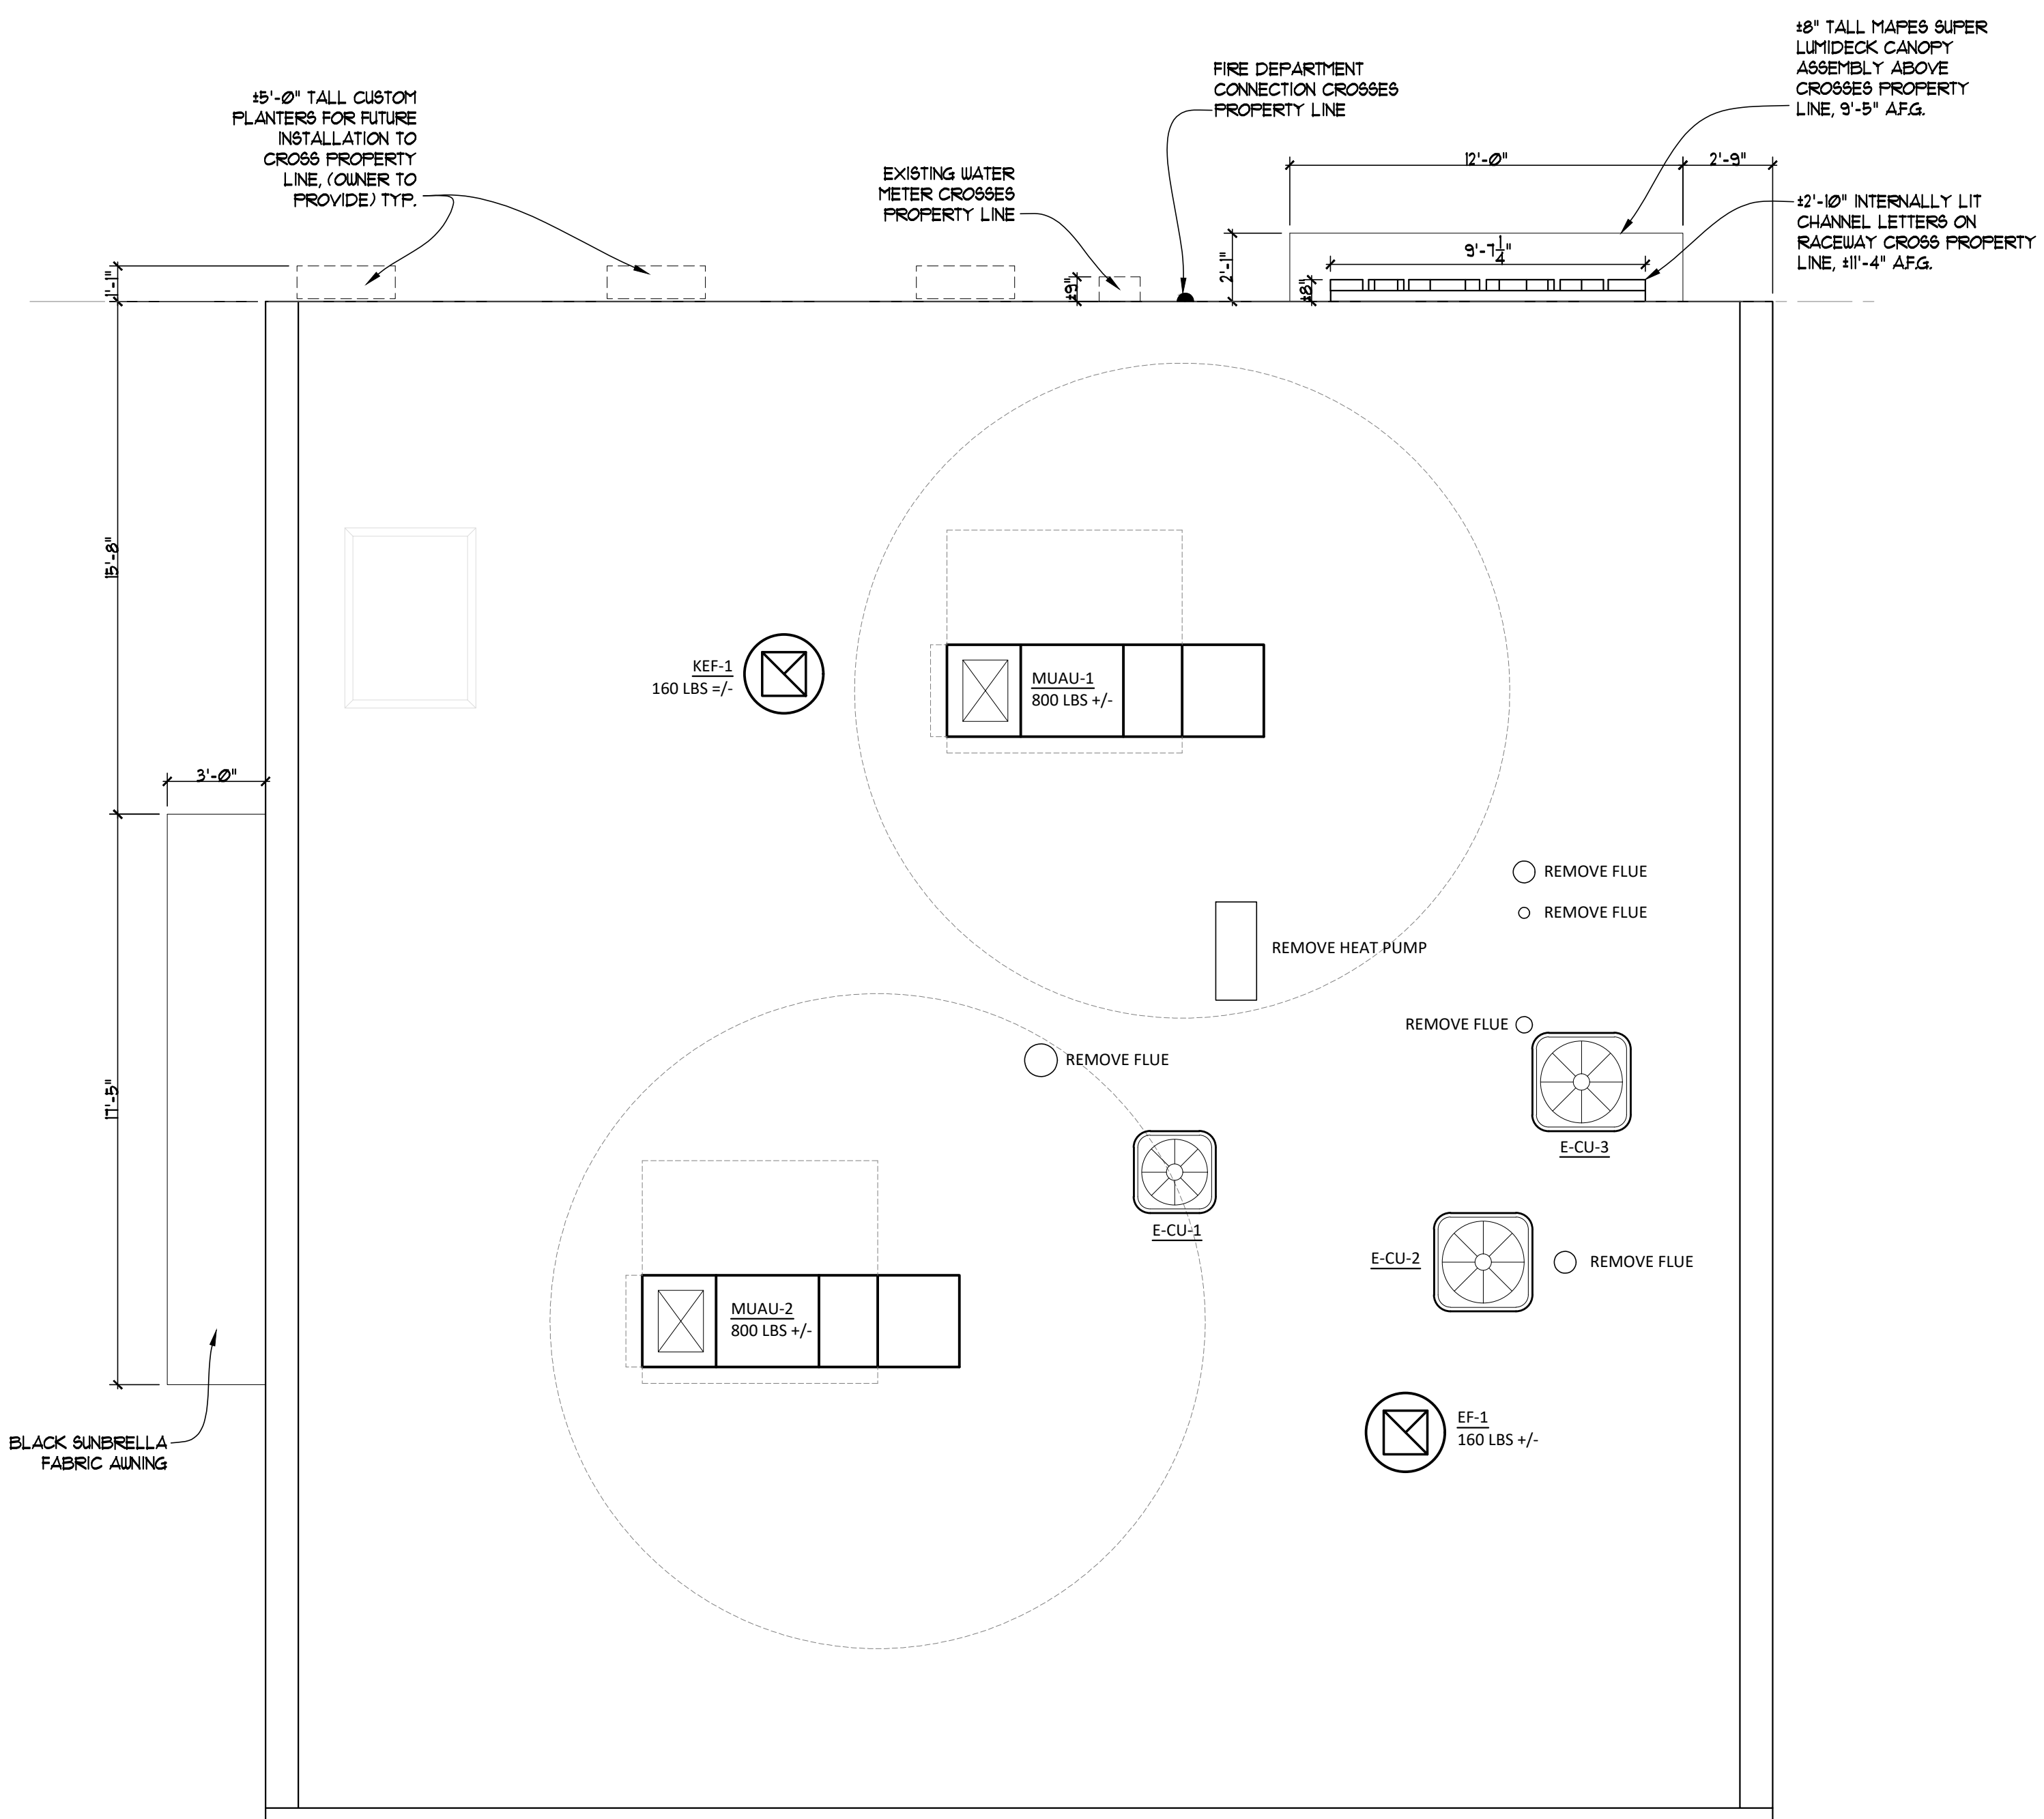 ±8" TALL MAPES SUPER
LUMIDECK CANOPY
ASSEMBLY ABOVE
CROSSES PROPERTY
LINE, 9'-5" A.F.G.
FIRE DEPARTMENT
CONNECTION CROSSES
PROPERTY LINE
±5'-0" TALL CUSTOM
PLANTERS FOR FUTURE
INSTALLATION TO
CROSS PROPERTY
LINE, (OWNER TO
PROVIDE) TYP.
EXISTING WATER
METER CROSSES
PROPERTY LINE
12'-0"
2'-9"
±2'-10" INTERNALLY LIT
CHANNEL LETTERS ON
RACEWAY CROSS PROPERTY
LINE, ±11'-4" A.F.G.
9'-7 1/4"
1'-1"
±9"
2'-1"
±8"
15'-8"
KEF-1
160 LBS =/-
MUAU-1
800 LBS +/-
3'-0"
REMOVE FLUE
REMOVE FLUE
REMOVE HEAT PUMP
REMOVE FLUE
REMOVE FLUE
17'-5"
E-CU-3
E-CU-1
E-CU-2
REMOVE FLUE
MUAU-2
800 LBS +/-
EF-1
160 LBS +/-
BLACK SUNBRELLA
FABRIC AWNING